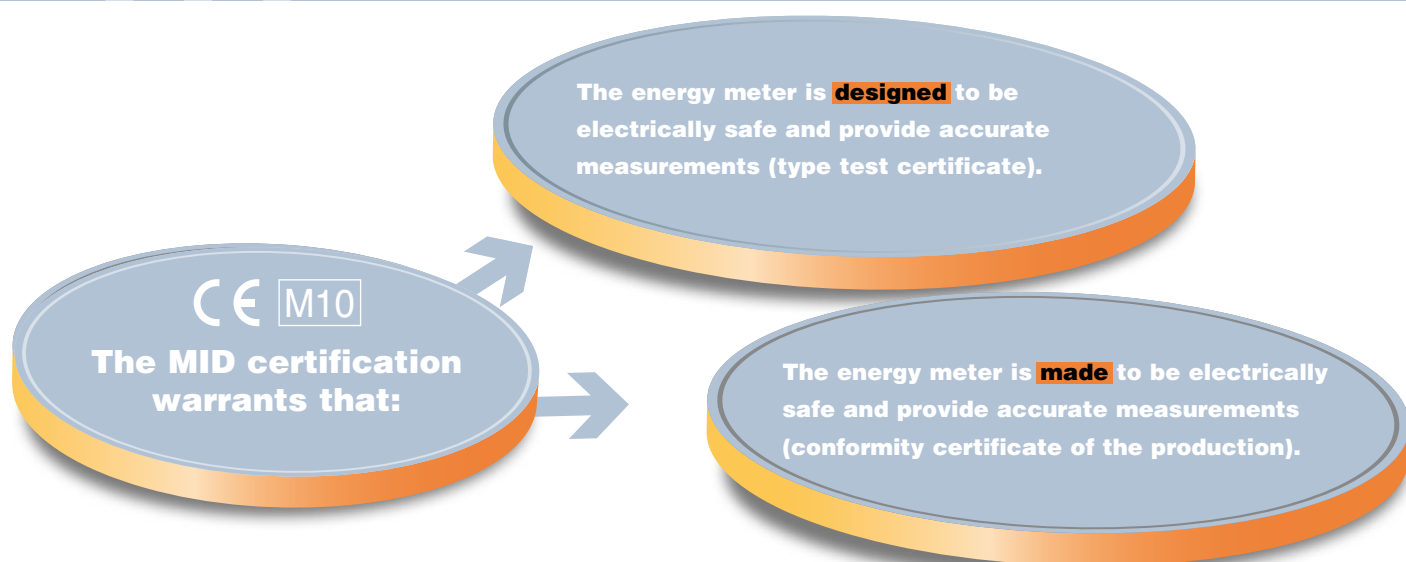 The energy meter is designed to be
electrically safe and provide accurate
measurements (type test certificate).
CE M10
The MID certification
warrants that:
The energy meter is made to be electrically
safe and provide accurate measurements
(conformity certificate of the production).